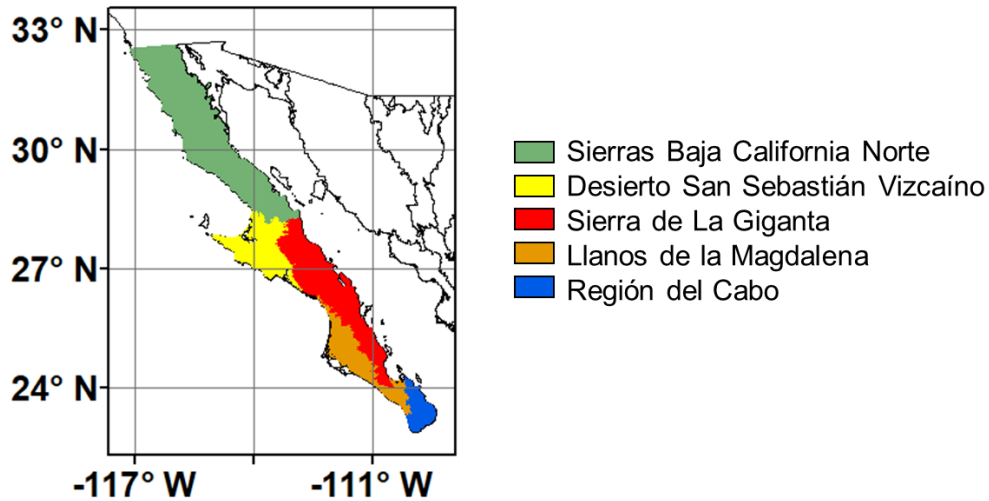 33° N
30° N
27° N
24° N
-117° W
-111° W
Sierras Baja California Norte
Desierto San Sebastián Vizcaíno
Sierra de La Giganta
Llanos de la Magdalena
Región del Cabo